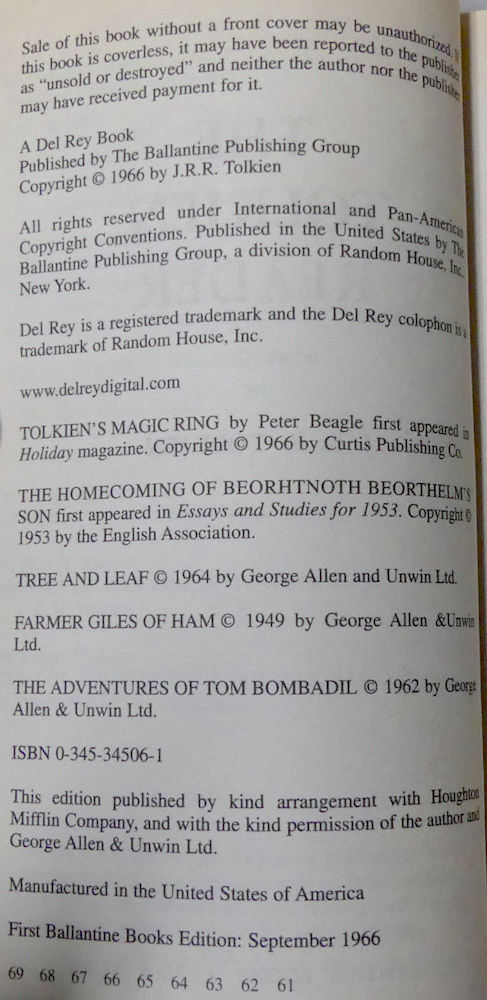 Sale of this book without a front cover may be unauthorized. If
this book is coverless, it may have been reported to the publisher
as “unsold or destroyed” and neither the author nor the publisher
may have received payment for it.
A Del Rey Book
Published by The Ballantine Publishing Group
Copyright © 1966 by J.R.R. Tolkien
All rights reserved under International and Pan-American
Copyright Conventions. Published in the United States by The
Ballantine Publishing Group, a division of Random House, Inc.,
New York.
Del Rey is a registered trademark and the Del Rey colophon is a
trademark of Random House, Inc.
www.delreydigital.com
TOLKIEN’S MAGIC RING by Peter Beagle first appeared in
Holiday magazine. Copyright © 1966 by Curtis Publishing Co.
THE HOMECOMING OF BEORHTNOTH BEORTHELM’S
SON first appeared in Essays and Studies for 1953. Copyright ©
1953 by the English Association.
TREE AND LEAF © 1964 by George Allen and Unwin Ltd.
FARMER GILES OF HAM © 1949 by George Allen &Unwin
Ltd.
THE ADVENTURES OF TOM BOMBADIL © 1962 by George
Allen & Unwin Ltd.
ISBN 0-345-34506-1
This edition published by kind arrangement with Houghton
Mifflin Company, and with the kind permission of the author and
George Allen & Unwin Ltd.
Manufactured in the United States of America
First Ballantine Books Edition: September 1966
69 68 67 66 65 64 63 62 61